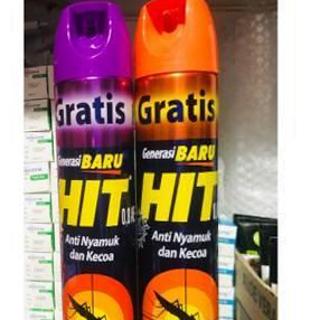 Gratis
Generasi BARU
HIT
Anti Nyamuk
dan Kecoa
Gratis
Generasi BARU
HIT
Anti Nyamuk
dan Kecoa